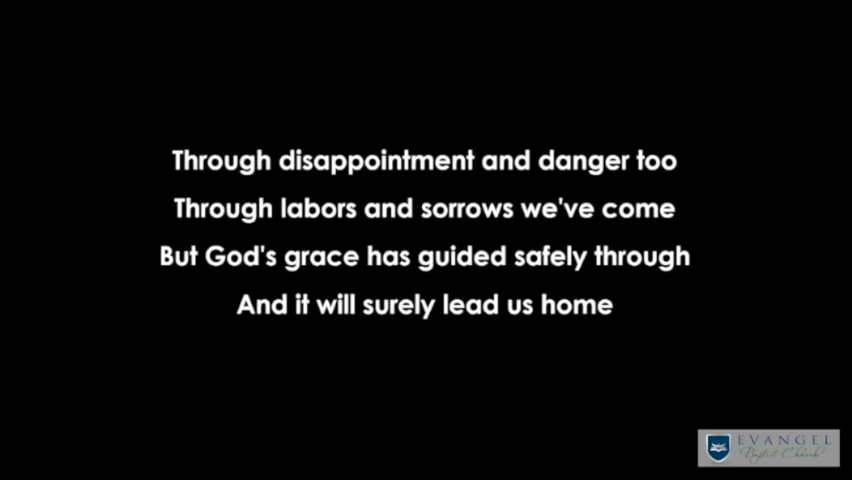 Through disappointment and danger too
Through labors and sorrows we've come
But God's grace has guided safely through
And it will surely lead us home
EVANGEL
Baptist Church